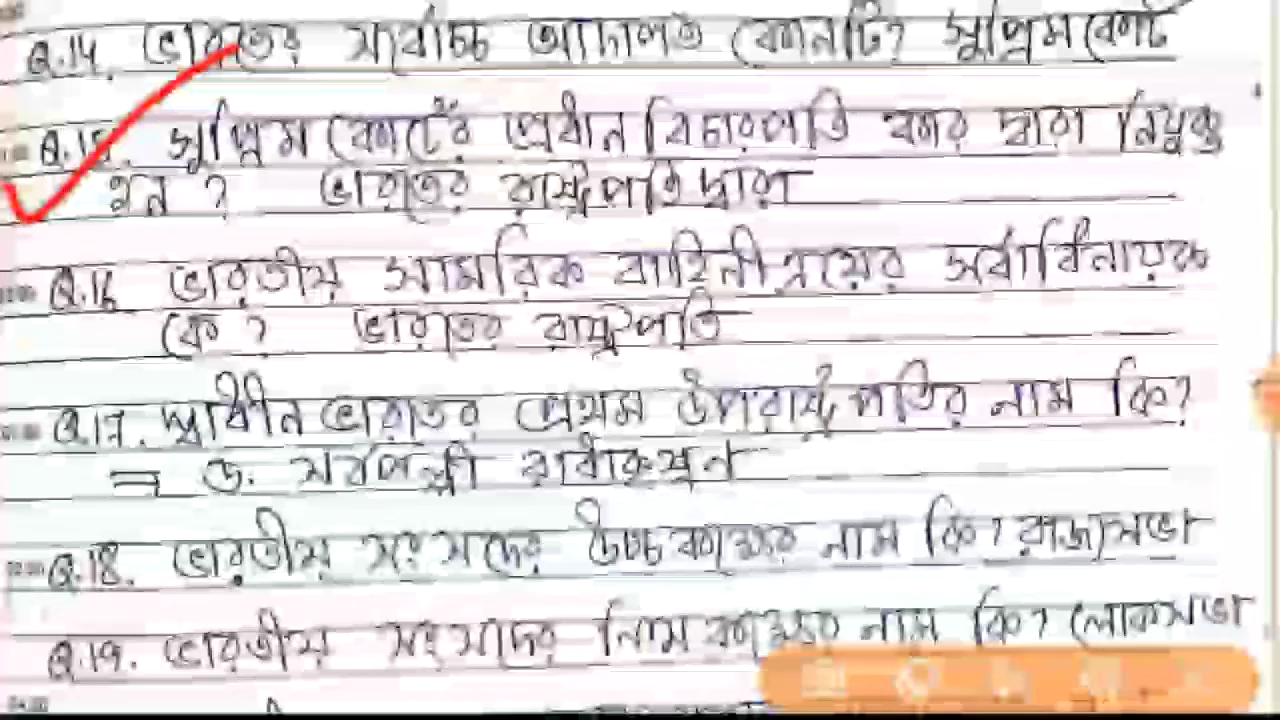 Q.14. ভারতের সর্বোচ্চ আদালত কোনটি? সুপ্রিম কোর্ট
Q.15. সুপ্রিম কোর্টের প্রধান বিচারপতি কার দ্বারা নিযুক্ত
হন ? ভারতের রাষ্ট্রপতি দ্বারা
Q.16 ভারতীয় সামরিক বাহিনীত্রয়ের সর্বাধিনায়ক
কে ? ভারতের রাষ্ট্রপতি
Q.17. স্বাধীন ভারতের প্রথম উপরাষ্ট্রপতির নাম কি?
= ড. সর্বপল্লী রাধাকৃষ্ণন
Q.18. ভারতীয় সংসদের উচ্চকক্ষের নাম কি? রাজ্যসভা
Q.19. ভারতীয় সংসদের নিম্নকক্ষের নাম কি? লোকসভা